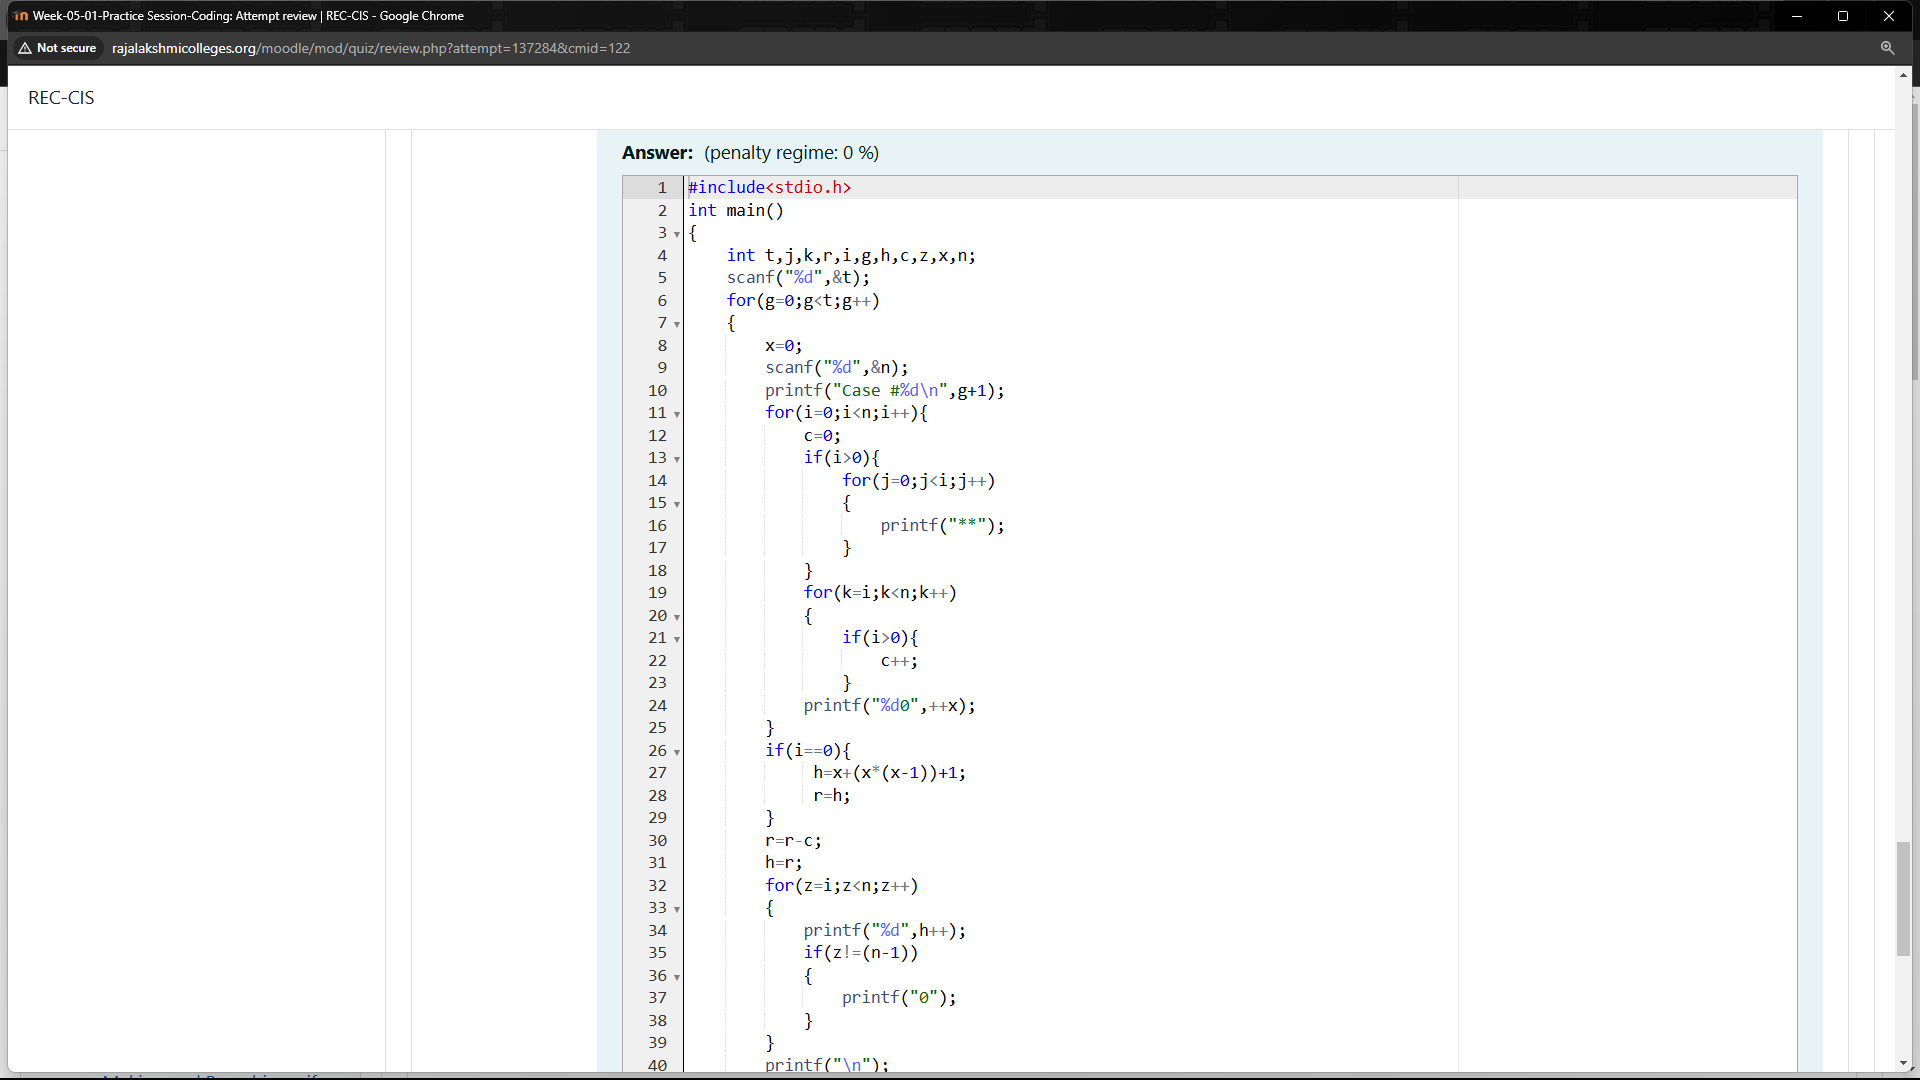 Week-05-01-Practice Session-Coding: Attempt review | REC-CIS - Google Chrome
Not secure rajalakshmicolleges.org/moodle/mod/quiz/review.php?attempt=137284&cmid=122
REC-CIS
Answer: (penalty regime: 0 %)
1 #include<stdio.h>
2 int main()
3 {
4 int t,j,k,r,i,g,h,c,z,x,n;
5 scanf("%d",&t);
6 for(g=0;g<t;g++)
7 {
8 x=0;
9 scanf("%d",&n);
10 printf("Case #%d\n",g+1);
11 for(i=0;i<n;i++){
12 c=0;
13 if(i>0){
14 for(j=0;j<i;j++)
15 {
16 printf("**");
17 }
18 }
19 for(k=i;k<n;k++)
20 {
21 if(i>0){
22 c++;
23 }
24 printf("%d0",++x);
25 }
26 if(i==0){
27 h=x+(x*(x-1))+1;
28 r=h;
29 }
30 r=r-c;
31 h=r;
32 for(z=i;z<n;z++)
33 {
34 printf("%d",h++);
35 if(z!=(n-1))
36 {
37 printf("0");
38 }
39 }
40 printf("\n");